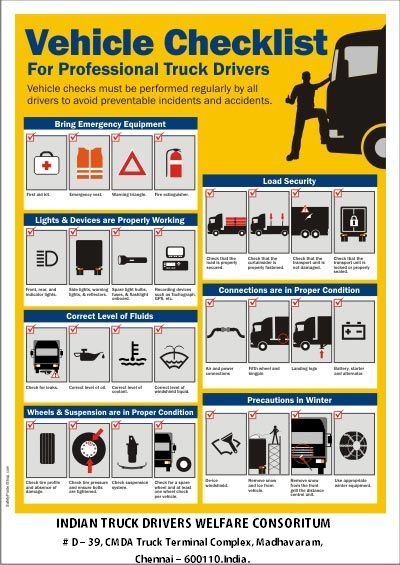 Vehicle Checklist
For Professional Truck Drivers
Vehicle checks must be performed regularly by all
drivers to avoid preventable incidents and accidents.
Bring Emergency Equipment
First aid kit.
Emergency vest.
Warning triangle.
Fire extinguisher.
Lights & Devices are Properly Working
Front, rear, and
indicator lights.
Side lights, warning
lights, & reflectors.
Spare light bulbs,
fuses, & flashlight
onboard.
Recording devices
such as Tachograph,
GPS, etc.
Correct Level of Fluids
Check for leaks.
Correct level of oil.
Correct level of
coolant.
Correct level of
windshield liquid.
Wheels & Suspension are in Proper Condition
Check tire profile
and absence of
damage.
Check tire pressure
and ensure bolts
are tightened.
Check suspension
system.
Check for a spare
wheel and at least
one wheel chock
per vehicle.
Load Security
Check that the
load is properly
secured.
Check that the
curtainsider is
properly fastened.
Check that the
transport unit is
not damaged.
Check that the
transport unit is
locked or properly
sealed.
Connections are in Proper Condition
Air and power
connections
Fifth wheel and
kingpin
Landing legs
Battery, starter
and alternator.
Precautions in Winter
De-ice
windshield.
Remove snow
and ice from
vehicle.
Remove snow
from the front
grill the distance
control unit.
Use appropriate
winter equipment.
INDIAN TRUCK DRIVERS WELFARE CONSORITUM
# D – 39, CMDA Truck Terminal Complex, Madhavaram,
Chennai – 600110.India.